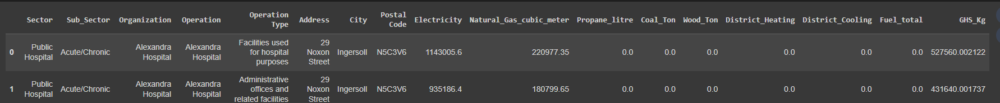 Sector Sub_Sector Organization Operation Operation Type Address City Postal Code Electricity Natural_Gas_cubic_meter Propane_litre Coal_Ton Wood_Ton District_Heating District_Cooling Fuel_total GHS_Kg
0 Public Hospital Acute/Chronic Alexandra Hospital Alexandra Hospital Facilities used for hospital purposes 29 Noxon Street Ingersoll N5C3V6 1143005.6 220977.35 0.0 0.0 0.0 0.0 0.0 0.0 527560.002122
1 Public Hospital Acute/Chronic Alexandra Hospital Alexandra Hospital Administrative offices and related facilities 29 Noxon Street Ingersoll N5C3V6 935186.4 180799.65 0.0 0.0 0.0 0.0 0.0 0.0 431640.001737